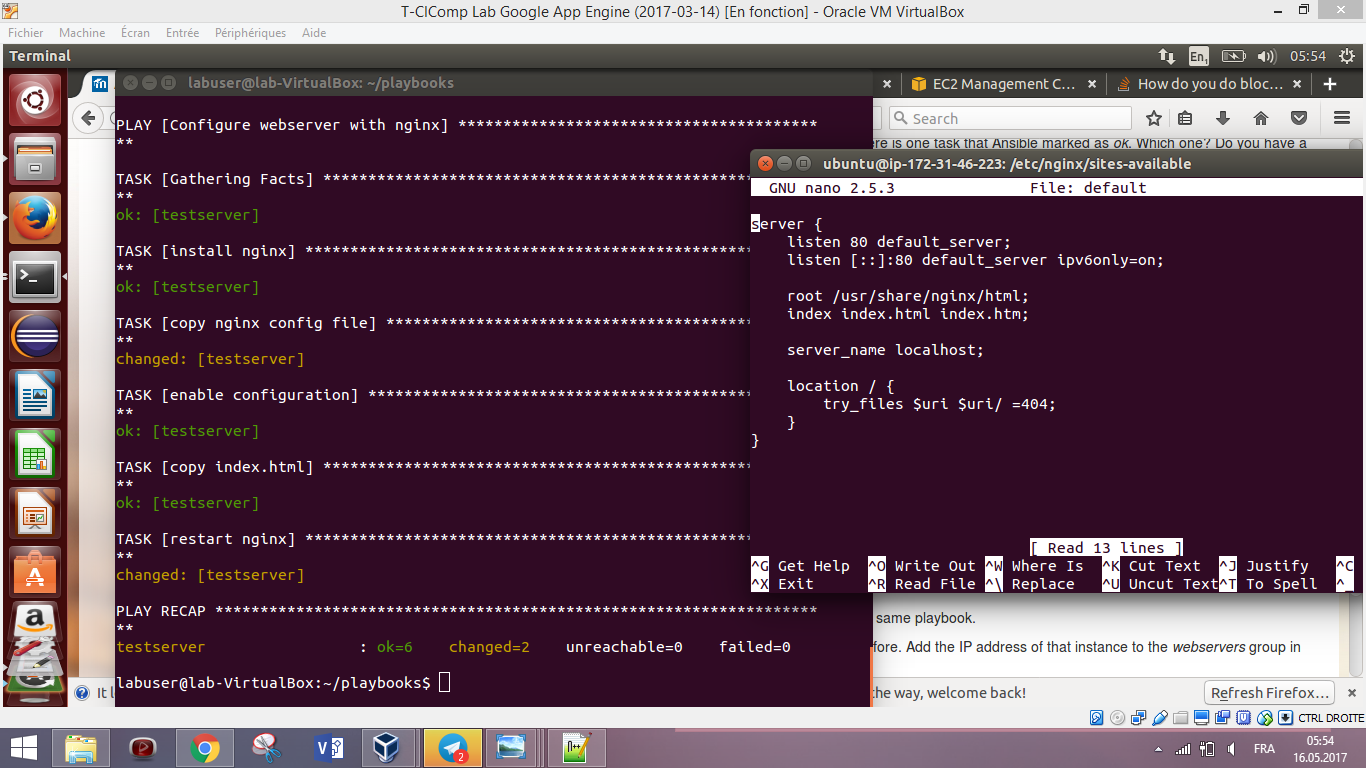 T-ClComp Lab Google App Engine (2017-03-14) [En fonction] - Oracle VM VirtualBox
Fichier Machine Écran Entrée Périphériques Aide
Terminal
En1
05:54
labuser@lab-VirtualBox: ~/playbooks
EC2 Management C...
How do you do bloc...
Search
PLAY [Configure webserver with nginx] ****************************************
**
TASK [Gathering Facts] ***********************************************
**
ok: [testserver]
TASK [install nginx] *************************************************
**
ok: [testserver]
TASK [copy nginx config file] ****************************************
**
changed: [testserver]
TASK [enable configuration] ******************************************
**
ok: [testserver]
TASK [copy index.html] ***********************************************
**
ok: [testserver]
TASK [restart nginx] *************************************************
**
changed: [testserver]
PLAY RECAP *******************************************************************
**
testserver : ok=6 changed=2 unreachable=0 failed=0
labuser@lab-VirtualBox:~/playbooks$
ere is one task that Ansible marked as ok. Which one? Do you have a
ubuntu@ip-172-31-46-223: /etc/nginx/sites-available
GNU nano 2.5.3 File: default
server {
listen 80 default_server;
listen [::]:80 default_server ipv6only=on;
root /usr/share/nginx/html;
index index.html index.htm;
server_name localhost;
location / {
try_files $uri $uri/ =404;
}
}
[ Read 13 lines ]
^G Get Help ^O Write Out ^W Where Is ^K Cut Text ^J Justify ^C
^X Exit ^R Read File ^\ Replace ^U Uncut Text ^T To Spell ^_
same playbook.
fore. Add the IP address of that instance to the webservers group in
It l
the way, welcome back!
Refresh Firefox...
CTRL DROITE
2
FRA
05:54
16.05.2017